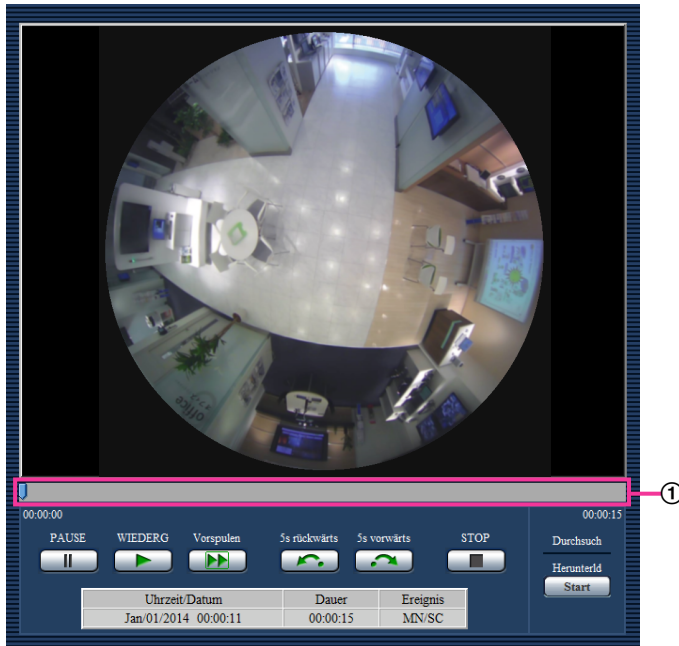 ①
00:00:00 00:00:15
PAUSE WIEDERG Vorspulen 5s rückwärts 5s vorwärts STOP
Durchsuch
Herunterld
Start
Uhrzeit/Datum Dauer Ereignis
Jan/01/2014 00:00:11 00:00:15 MN/SC
office